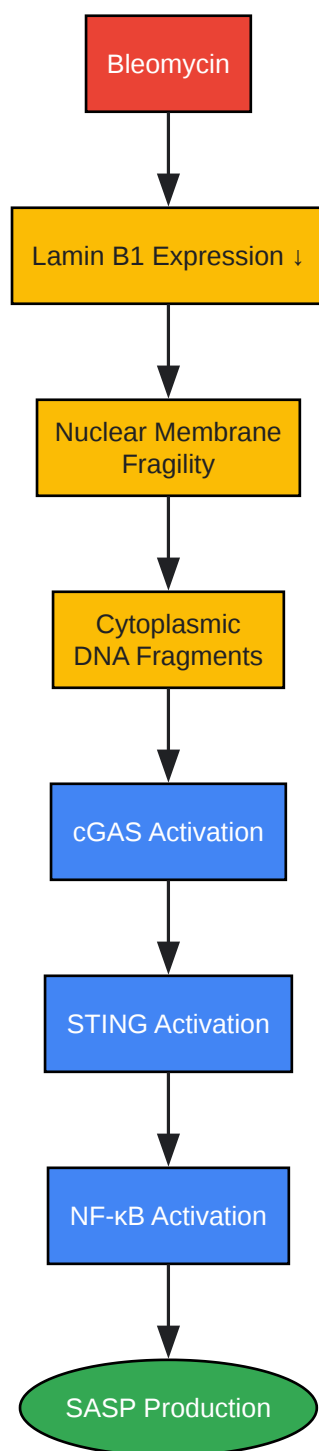 Bleomycin
Lamin B1 Expression ↓
Nuclear Membrane
Fragility
Cytoplasmic
DNA Fragments
cGAS Activation
STING Activation
NF-κB Activation
SASP Production